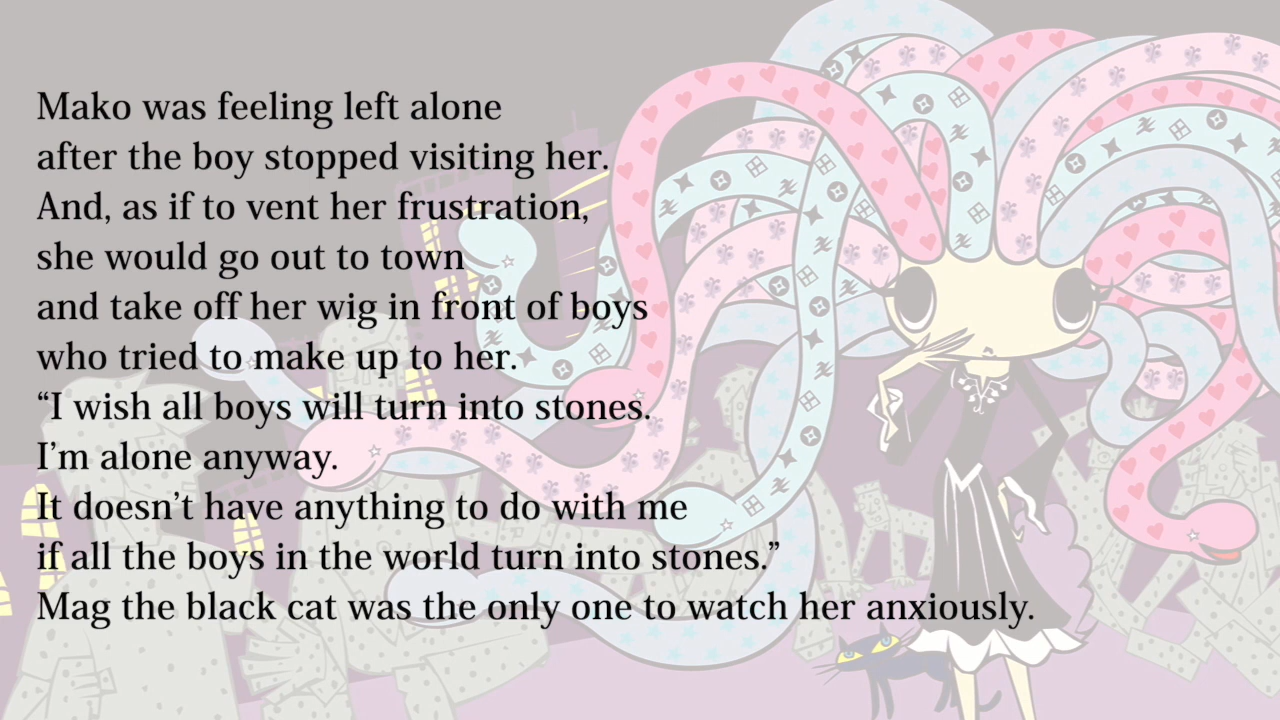 Mako was feeling left alone
after the boy stopped visiting her.
And, as if to vent her frustration,
she would go out to town
and take off her wig in front of boys
who tried to make up to her.
“I wish all boys will turn into stones.
I’m alone anyway.
It doesn’t have anything to do with me
if all the boys in the world turn into stones.”
Mag the black cat was the only one to watch her anxiously.